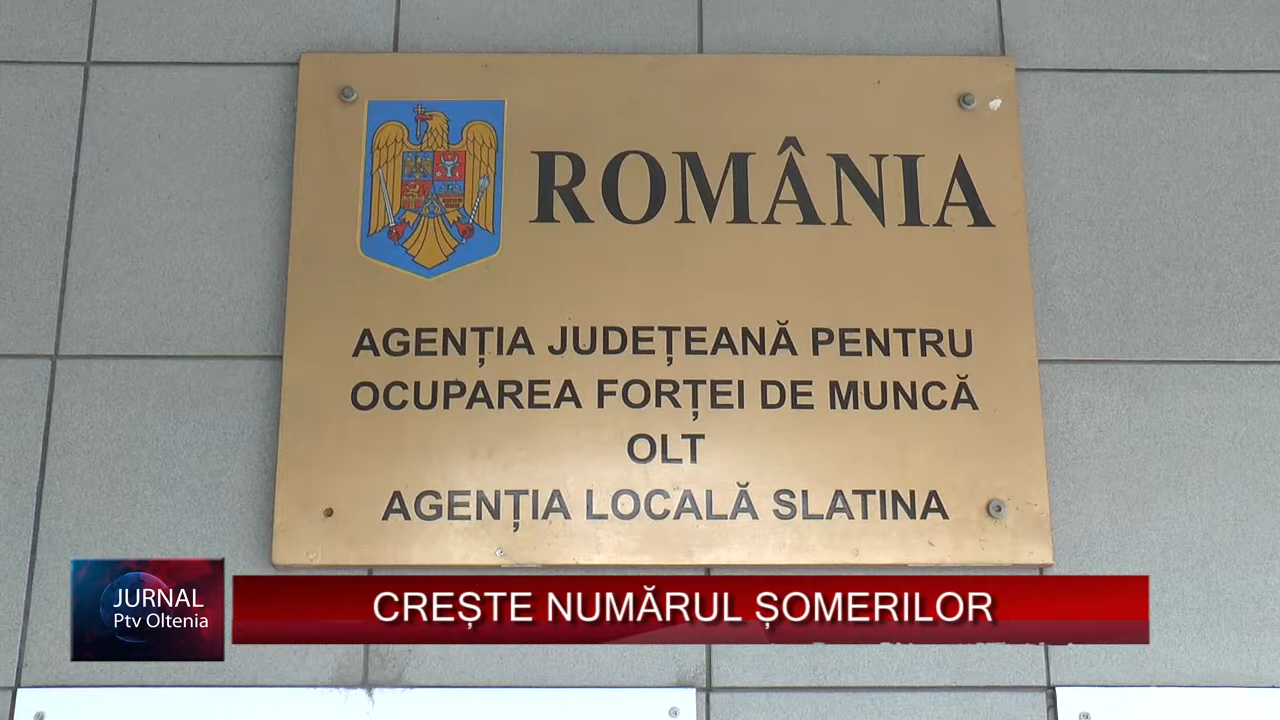 ROMÂNIA
AGENȚIA JUDEȚEANĂ PENTRU
OCUPAREA FORȚEI DE MUNCĂ
OLT
AGENȚIA LOCALĂ SLATINA
JURNAL
Ptv Oltenia
CREȘTE NUMĂRUL ȘOMERILOR